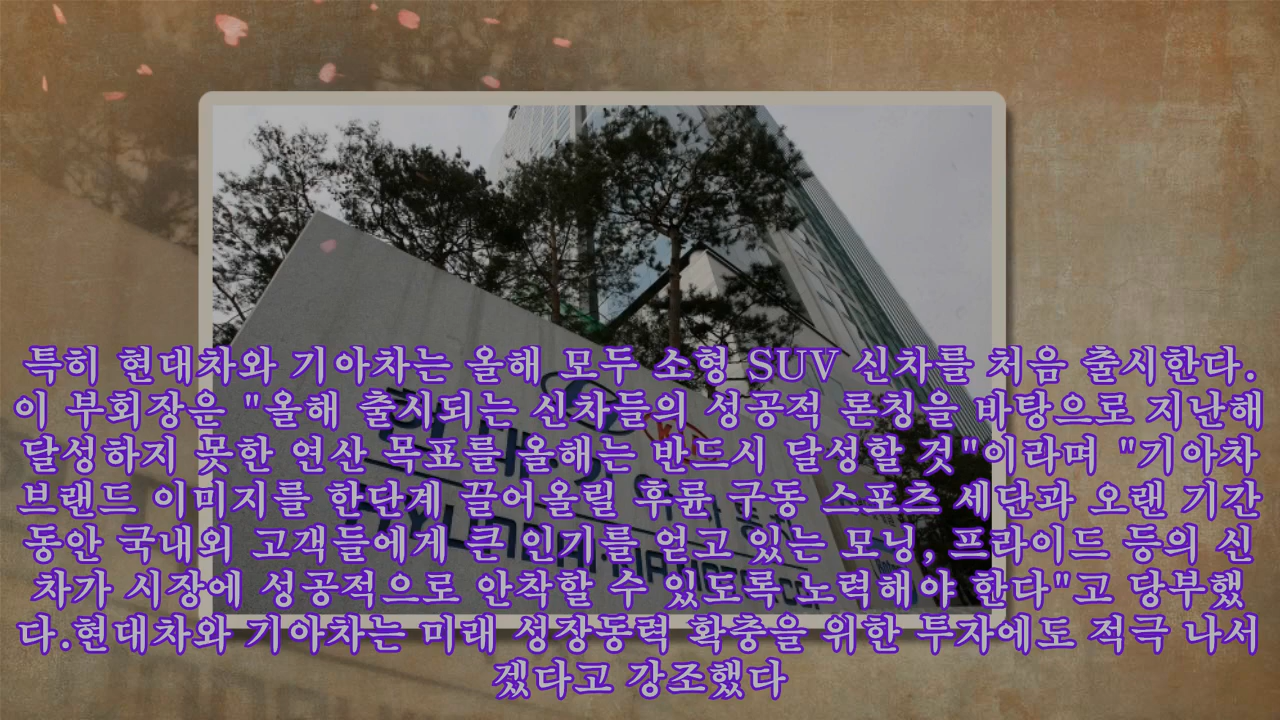 특히 현대차와 기아차는 올해 모두 소형 SUV 신차를 처음 출시한다.
이 부회장은 "올해 출시되는 신차들의 성공적 론칭을 바탕으로 지난해
달성하지 못한 연산 목표를 올해는 반드시 달성할 것"이라며 "기아차
브랜드 이미지를 한단계 끌어올릴 후륜 구동 스포츠 세단과 오랜 기간
동안 국내외 고객들에게 큰 인기를 얻고 있는 모닝, 프라이드 등의 신
차가 시장에 성공적으로 안착할 수 있도록 노력해야 한다"고 당부했
다.현대차와 기아차는 미래 성장동력 확충을 위한 투자에도 적극 나서
겠다고 강조했다